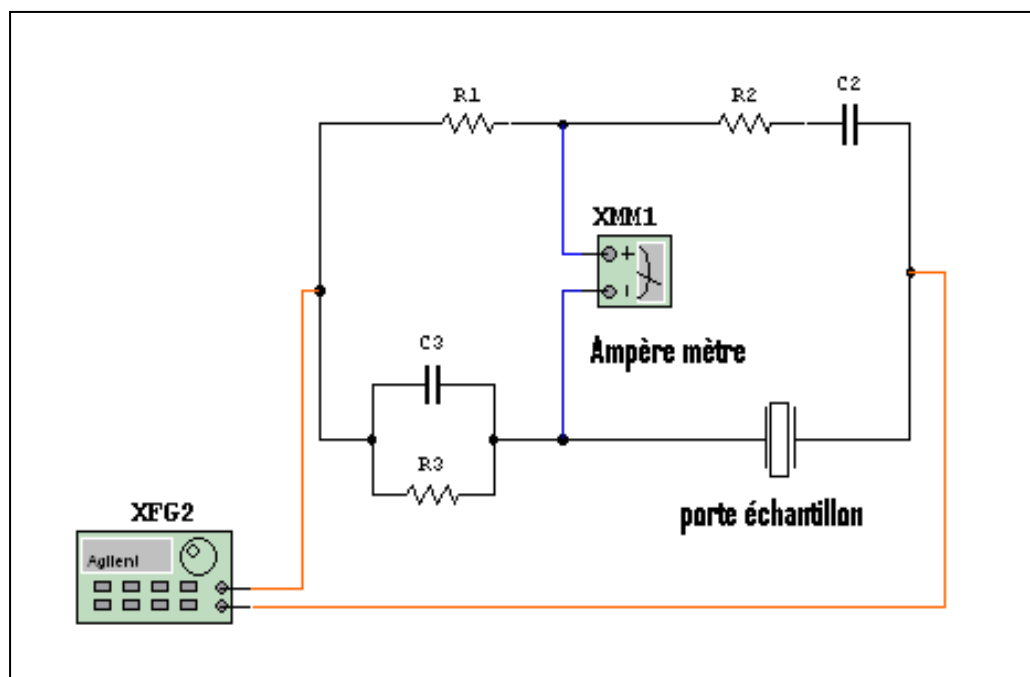 C2
R1
R2
XMM1
Ampère mètre
C3
R3
porte échantillon
XFG2
Agilent